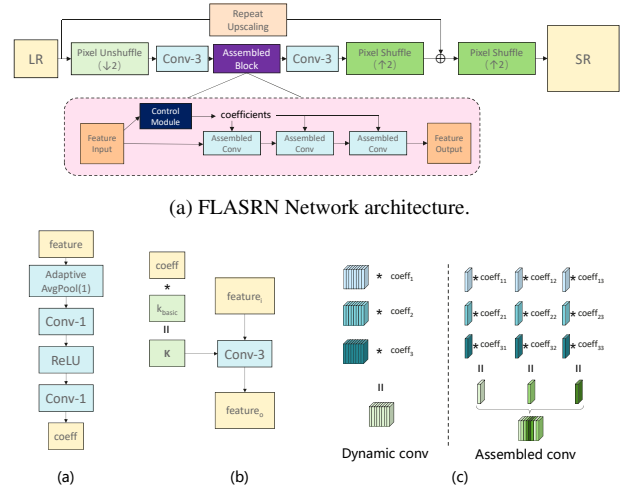 Repeat
Upscaling
LR
Pixel Unshuffle
(↓2)
Conv-3
Assembled
Block
Conv-3
Pixel Shuffle
(↑2)
Pixel Shuffle
(↑2)
SR
Control
Module
coefficients
Feature
Input
Assembled
Conv
Assembled
Conv
Assembled
Conv
Feature
Output
(a) FLASRN Network architecture.
feature
Adaptive
AvgPool(1)
Conv-1
ReLU
Conv-1
coeff
(a)
coeff
*
k_basic
=
K
feature_i
Conv-3
feature_o
(b)
* coeff_1
* coeff_2
* coeff_3
=
Dynamic conv
* coeff_11 * coeff_12 * coeff_13
* coeff_21 * coeff_22 * coeff_23
* coeff_31 * coeff_32 * coeff_33
= = =
Assembled conv
(c)